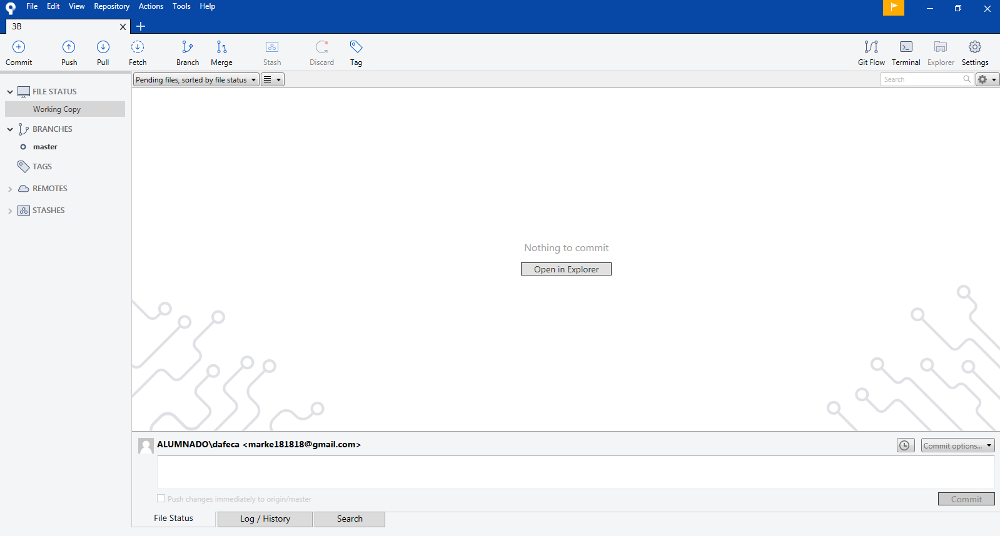 File Edit View Repository Actions Tools Help
3B
Commit Push Pull Fetch Branch Merge Stash Discard Tag Git Flow Terminal Explorer Settings
Pending files, sorted by file status Search
FILE STATUS
Working Copy
BRANCHES
master
TAGS
REMOTES
STASHES
Nothing to commit
Open in Explorer
ALUMNADO\dafeca <marke181818@gmail.com> Commit options...
Push changes immediately to origin/master Commit
File Status Log / History Search